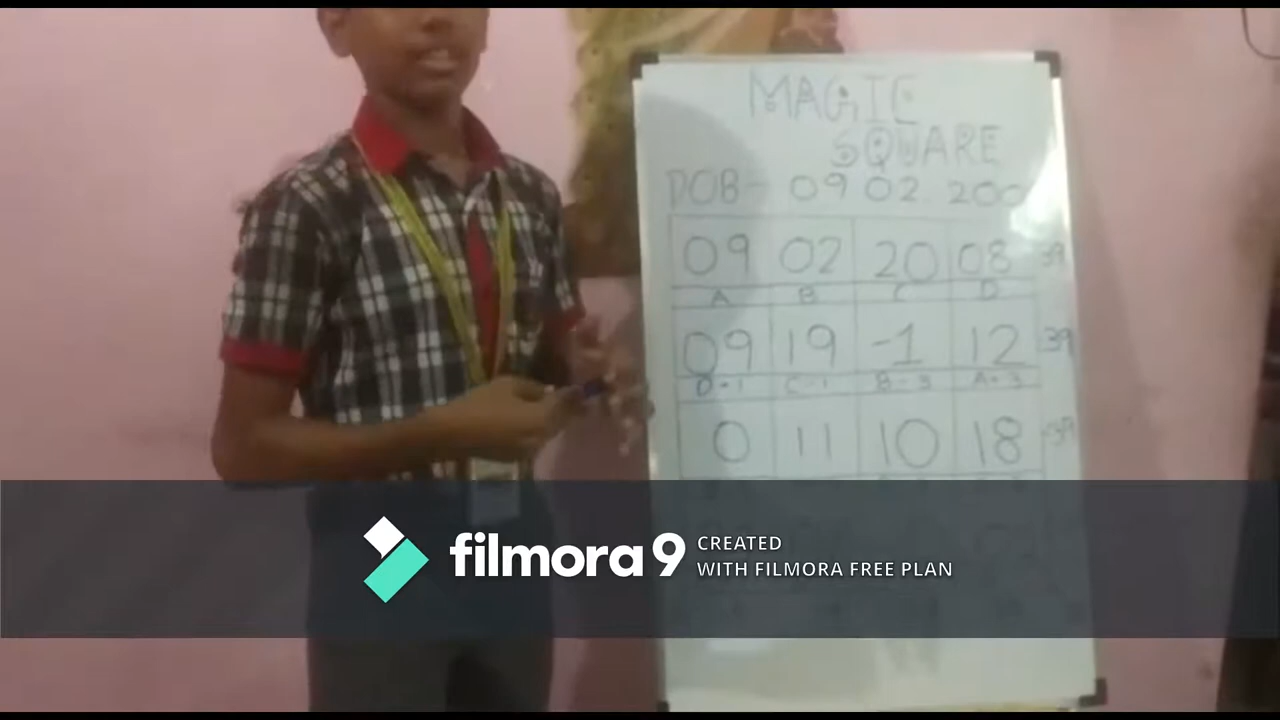 MAGIC
SQUARE
DOB - 09 02 200
09 02 20 08 39
A B C D
09 19 -1 12 39
D+1 C-1 B-3 A+3
0 11 10 18 39
filmora 9 CREATED
WITH FILMORA FREE PLAN